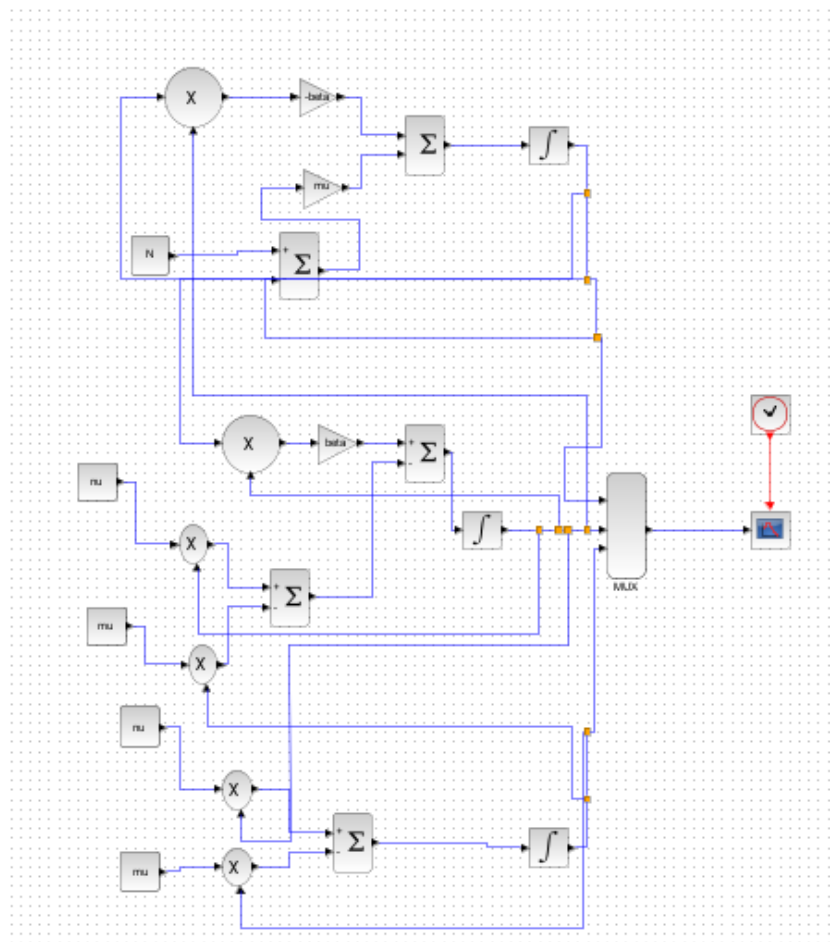 X
-beta
Σ
∫
mu
N
+
Σ
X
beta
+
-
Σ
nu
X
∫
MUX
+
-
Σ
mu
X
nu
X
+
-
Σ
∫
mu
X